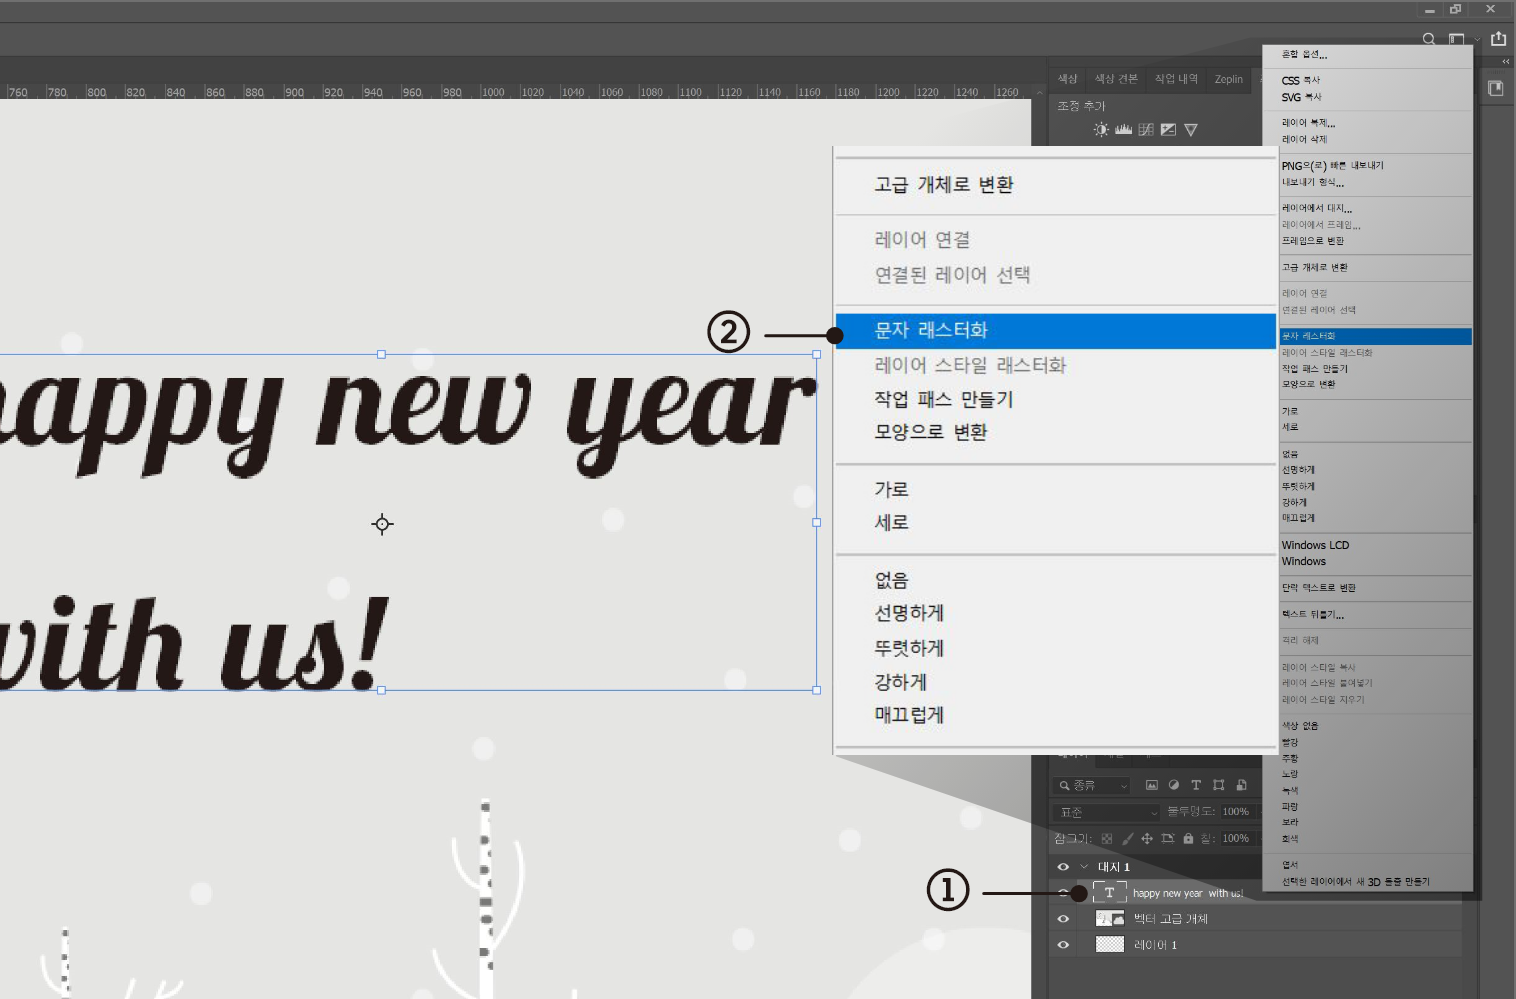 760 780 800 820 840 860 880 900 920 940 960 980 1000 1020 1040 1060 1080 1100 1120 1140 1160 1180 1200 1220 1240 1260
색상 색상 견본 작업 내역 Zeplin
조정 추가
happy new year
with us!
②
고급 개체로 변환
레이어 연결
연결된 레이어 선택
문자 래스터화
레이어 스타일 래스터화
작업 패스 만들기
모양으로 변환
가로
세로
없음
선명하게
뚜렷하게
강하게
매끄럽게
혼합 옵션...
CSS 복사
SVG 복사
레이어 복제...
레이어 삭제
PNG으(로) 빠른 내보내기
내보내기 형식...
레이어에서 대지...
레이어에서 프레임...
프레임으로 변환
고급 개체로 변환
레이어 연결
연결된 레이어 선택
문자 래스터화
레이어 스타일 래스터화
작업 패스 만들기
모양으로 변환
가로
세로
없음
선명하게
뚜렷하게
강하게
매끄럽게
Windows LCD
Windows
단락 텍스트로 변환
텍스트 뒤틀기...
격리 해제
레이어 스타일 복사
레이어 스타일 붙여넣기
레이어 스타일 지우기
색상 없음
빨강
주황
노랑
녹색
파랑
보라
회색
엽서
선택한 레이어에서 새 3D 돌출 만들기
종류
표준 불투명도: 100%
잠그기: 칠: 100%
대지 1
①
T happy new year with us!
벡터 고급 개체
레이어 1